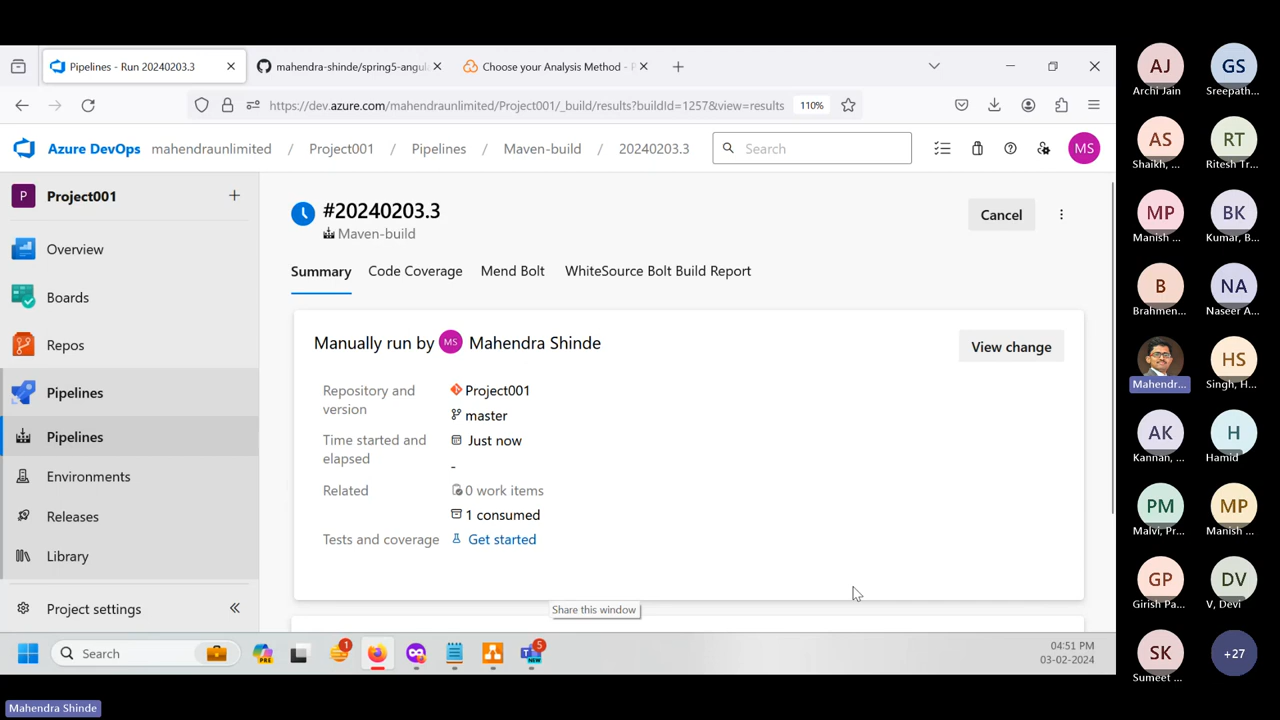 Pipelines - Run 20240203.3
mahendra-shinde/spring5-angul
Choose your Analysis Method - P
https://dev.azure.com/mahendraunlimited/Project001/_build/results?buildId=1257&view=results
110%
Azure DevOps
mahendraunlimited / Project001 / Pipelines / Maven-build / 20240203.3
Search
MS
P
Project001
Overview
Boards
Repos
Pipelines
Pipelines
Environments
Releases
Library
Project settings
#20240203.3
Maven-build
Cancel
Summary
Code Coverage
Mend Bolt
WhiteSource Bolt Build Report
Manually run by MS Mahendra Shinde
View change
Repository and
version
Project001
master
Time started and
elapsed
Just now
-
Related
0 work items
1 consumed
Tests and coverage
Get started
Share this window
Search
PRE
1
5
NEW
04:51 PM
03-02-2024
Mahendra Shinde
AJ
Archi Jain
GS
Sreepath...
AS
Shaikh, ...
RT
Ritesh Tr...
MP
Manish ...
BK
Kumar, B...
B
Brahmen...
NA
Naseer A...
Mahendr...
HS
Singh, H...
AK
Kannan, ...
H
Hamid
PM
Malvi, Pr...
MP
Manish ...
GP
Girish Pa...
DV
V, Devi
SK
Sumeet ...
+27